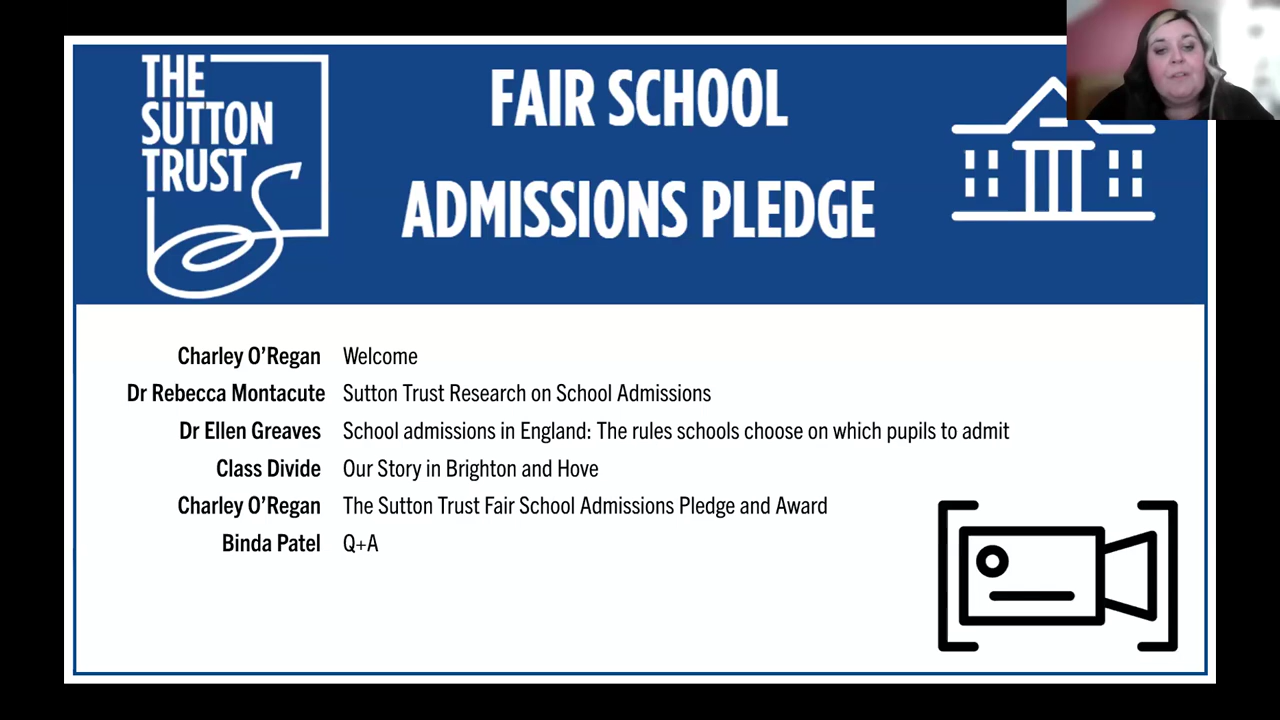 THE
SUTTON
TRUST
FAIR SCHOOL
ADMISSIONS PLEDGE
Charley O'Regan Welcome
Dr Rebecca Montacute Sutton Trust Research on School Admissions
Dr Ellen Greaves School admissions in England: The rules schools choose on which pupils to admit
Class Divide Our Story in Brighton and Hove
Charley O'Regan The Sutton Trust Fair School Admissions Pledge and Award
Binda Patel Q+A